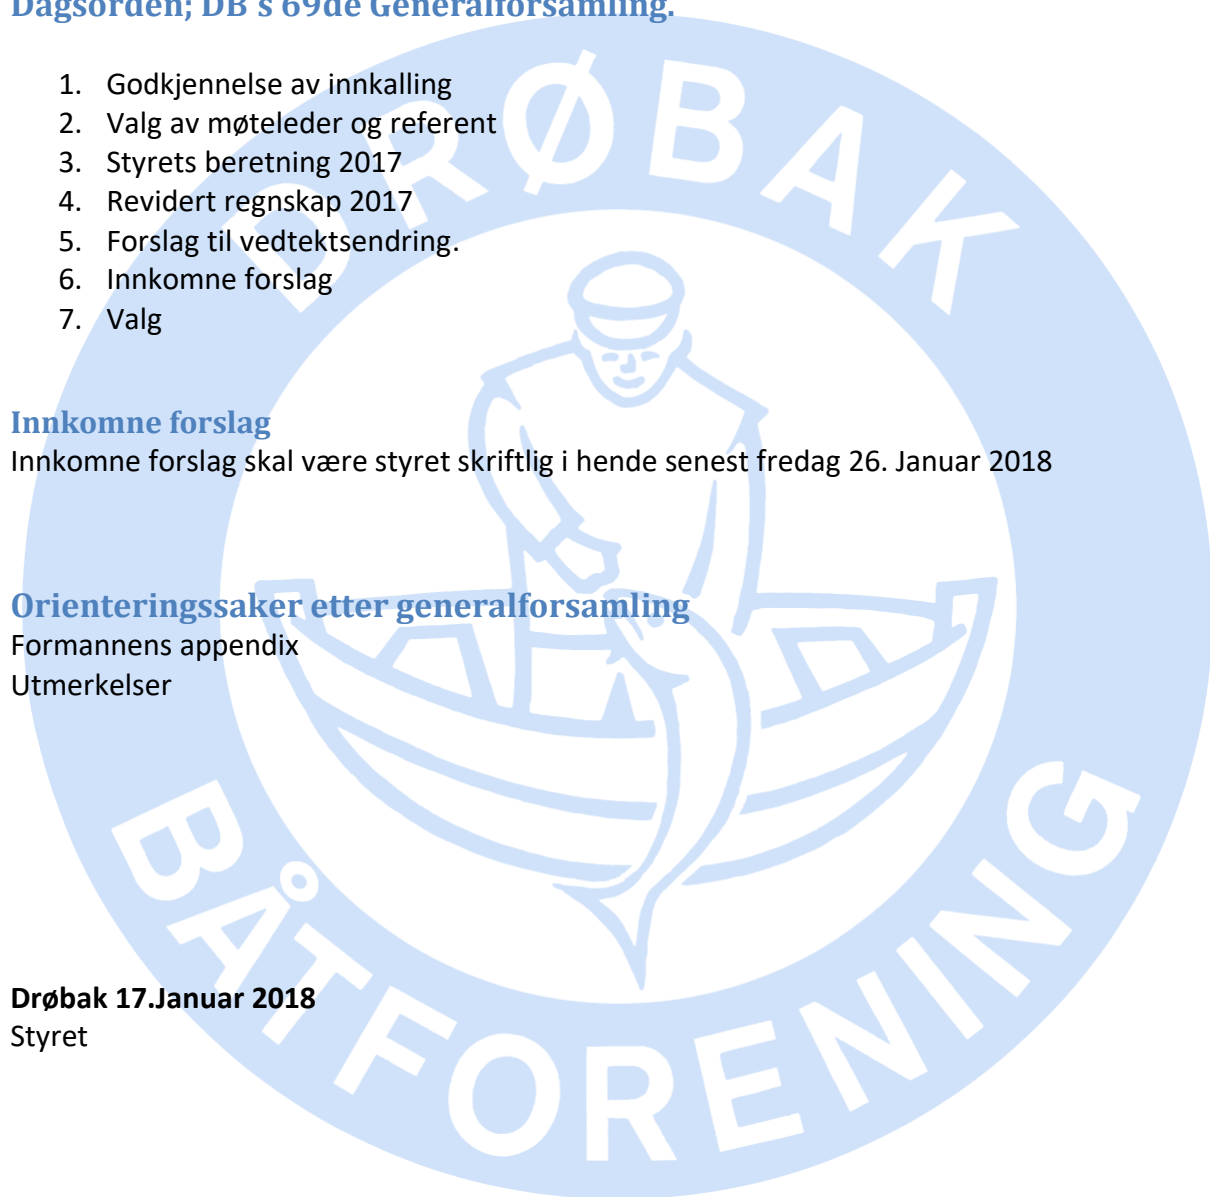 Dagsorden; DB's 69de Generalforsamling.
1. Godkjennelse av innkalling
2. Valg av møteleder og referent
3. Styrets beretning 2017
4. Revidert regnskap 2017
5. Forslag til vedtektsendring.
6. Innkomne forslag
7. Valg
Innkomne forslag
Innkomne forslag skal være styret skriftlig i hende senest fredag 26. Januar 2018
Orienteringssaker etter generalforsamling
Formannens appendix
Utmerkelser
Drøbak 17.Januar 2018
Styret
DRØBAK
BÅTFORENING